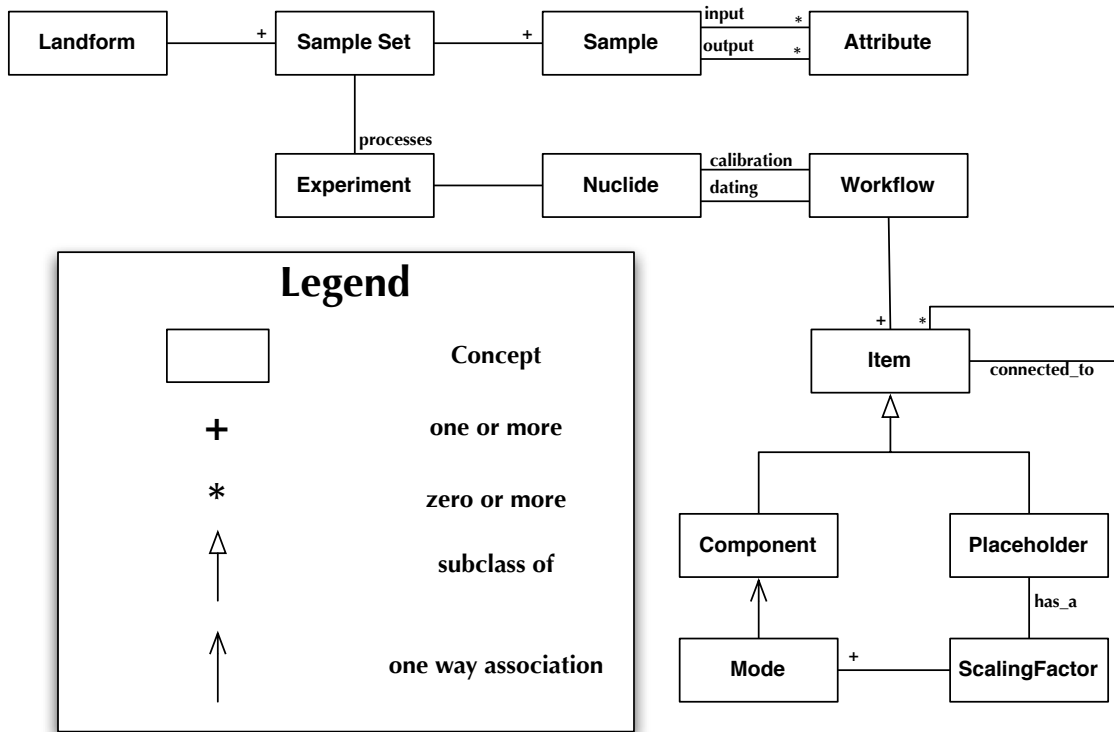 Landform
+
Sample Set
+
Sample
input
*
output
*
Attribute
processes
Experiment
Nuclide
calibration
dating
Workflow
+
*
Item
connected_to
Component
Placeholder
has_a
Mode
+
ScalingFactor
Legend
Concept
+
one or more
*
zero or more
subclass of
one way association